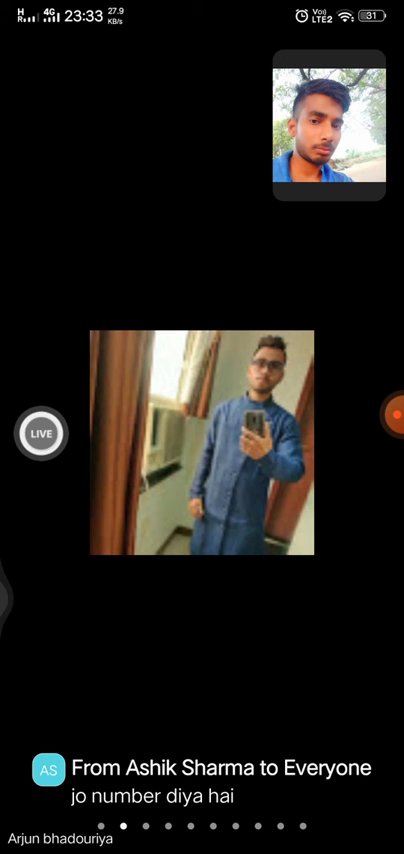 H
R
4G
23:33
27.9
KB/s
Vo))
LTE2
31
LIVE
AS
From Ashik Sharma to Everyone
jo number diya hai
Arjun bhadouriya